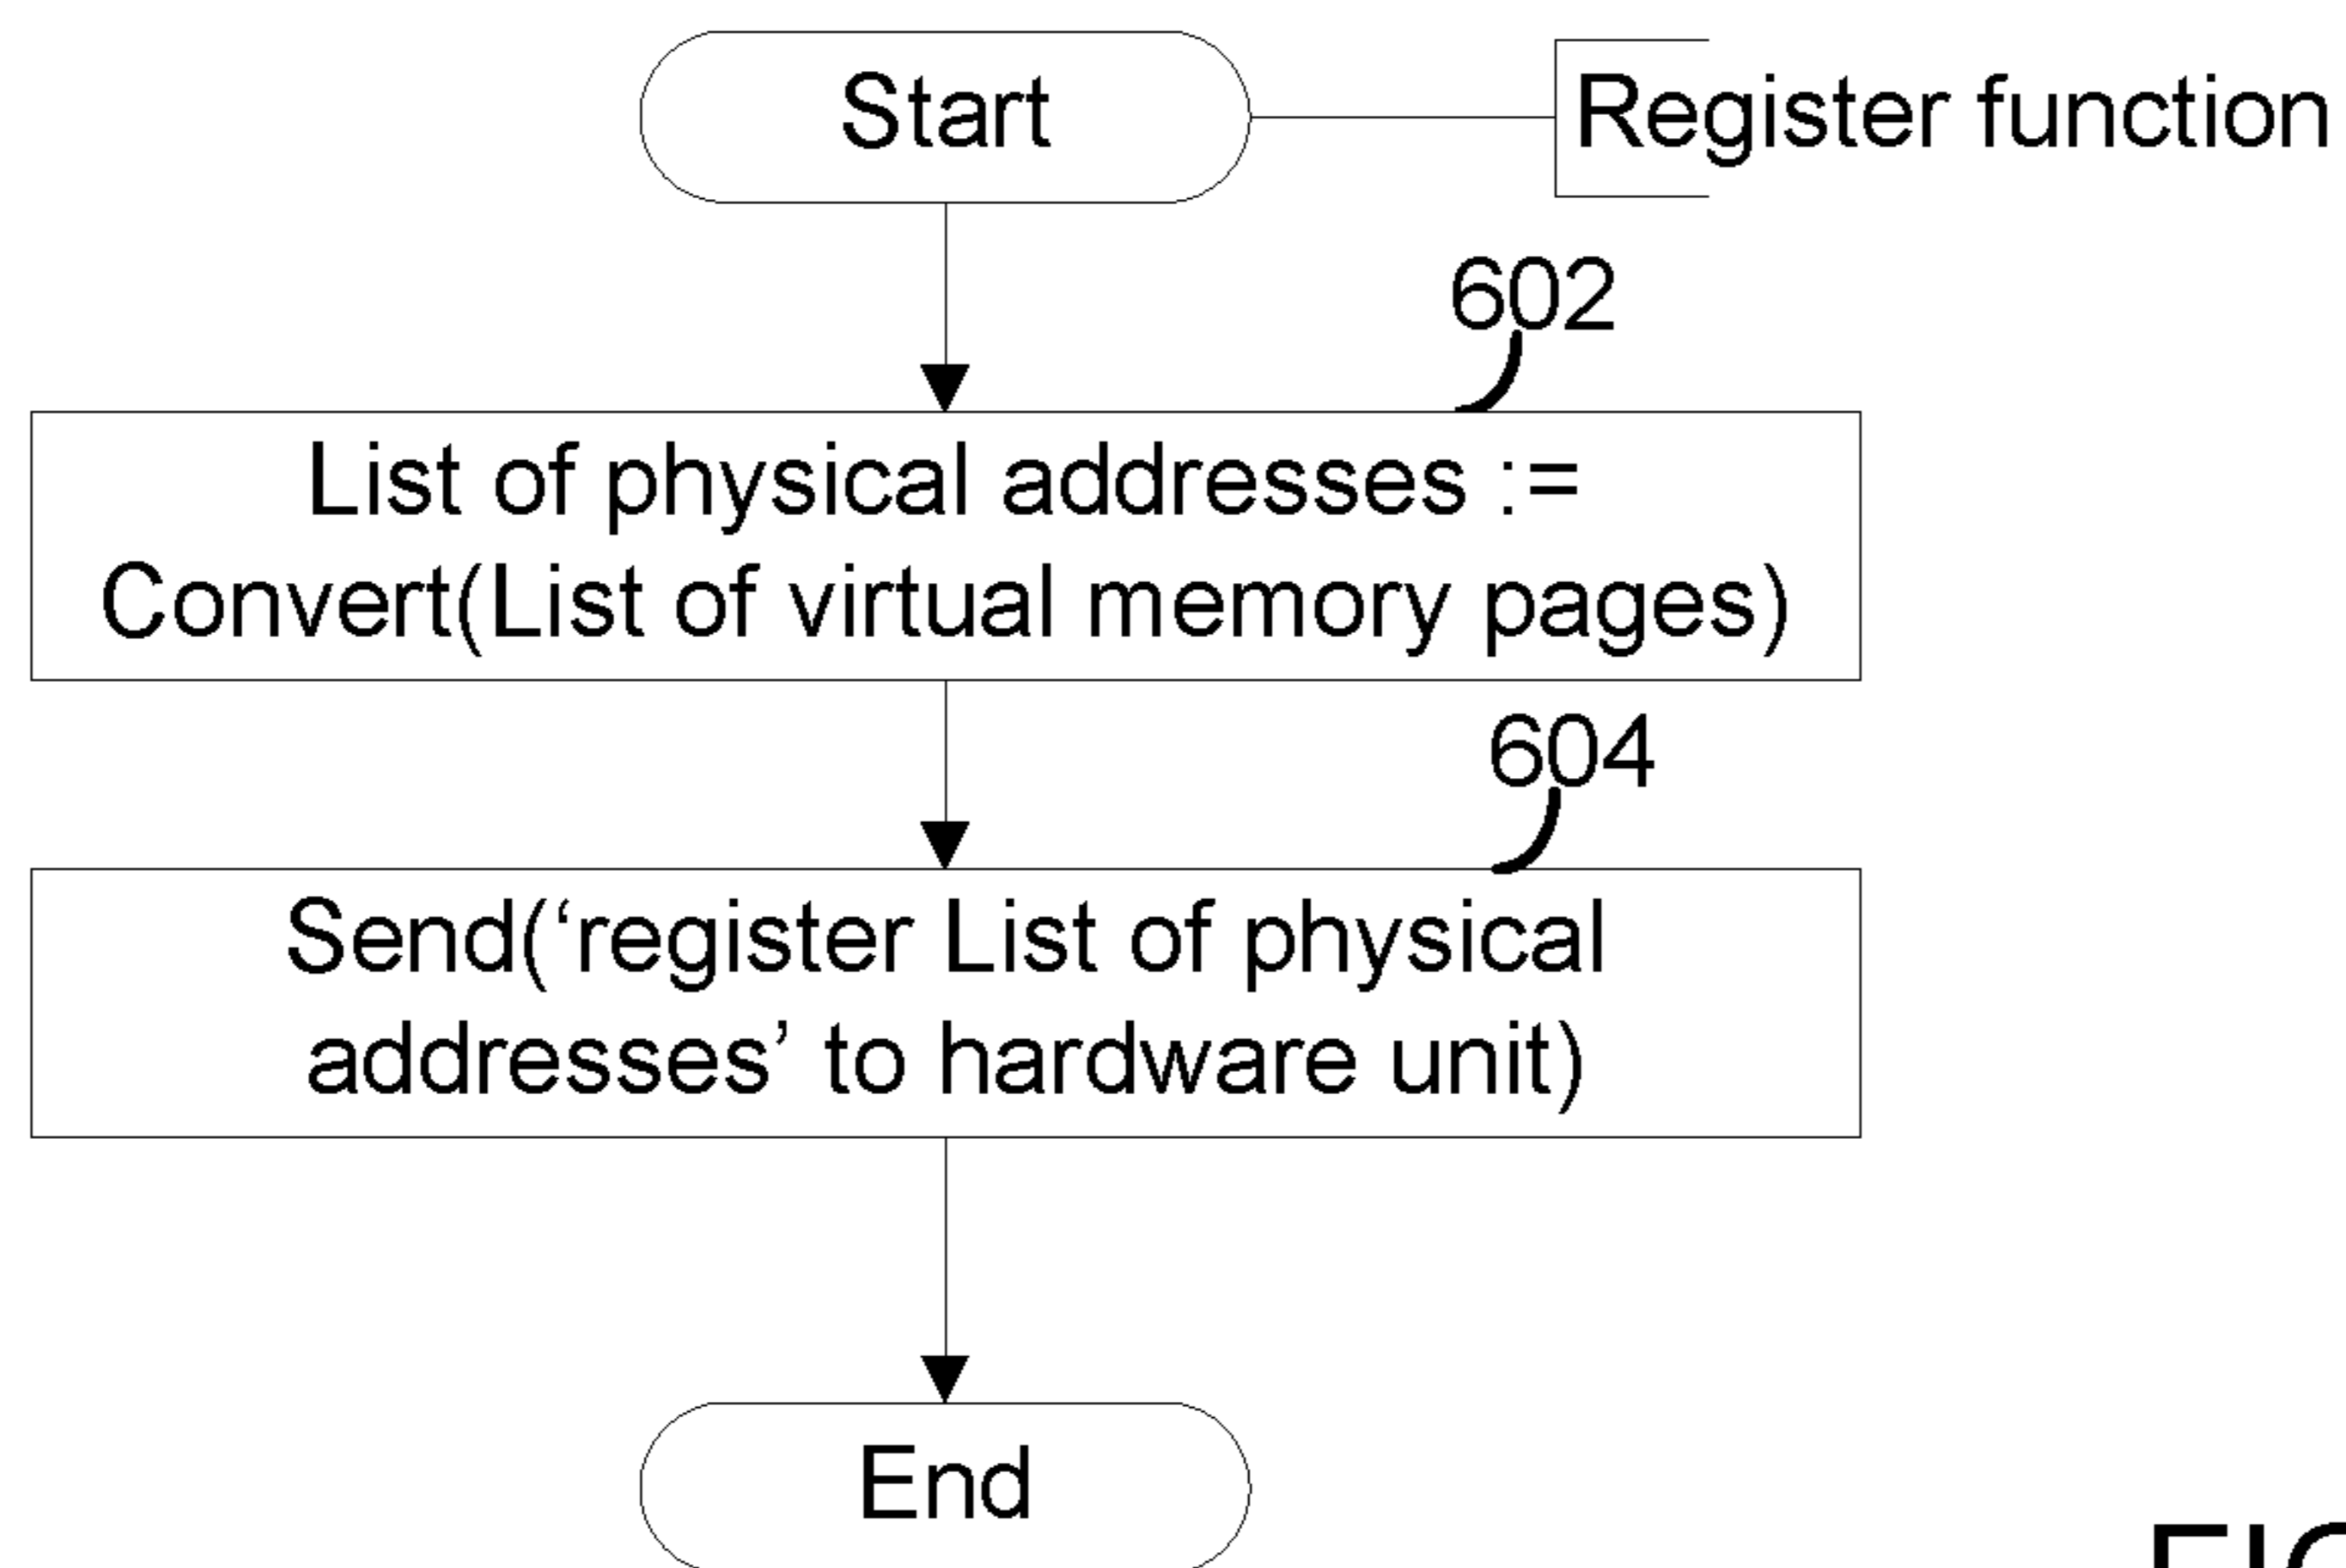 Start
Register function
602
List of physical addresses :=
Convert(List of virtual memory pages)
604
Send(‘register List of physical
addresses’ to hardware unit)
End